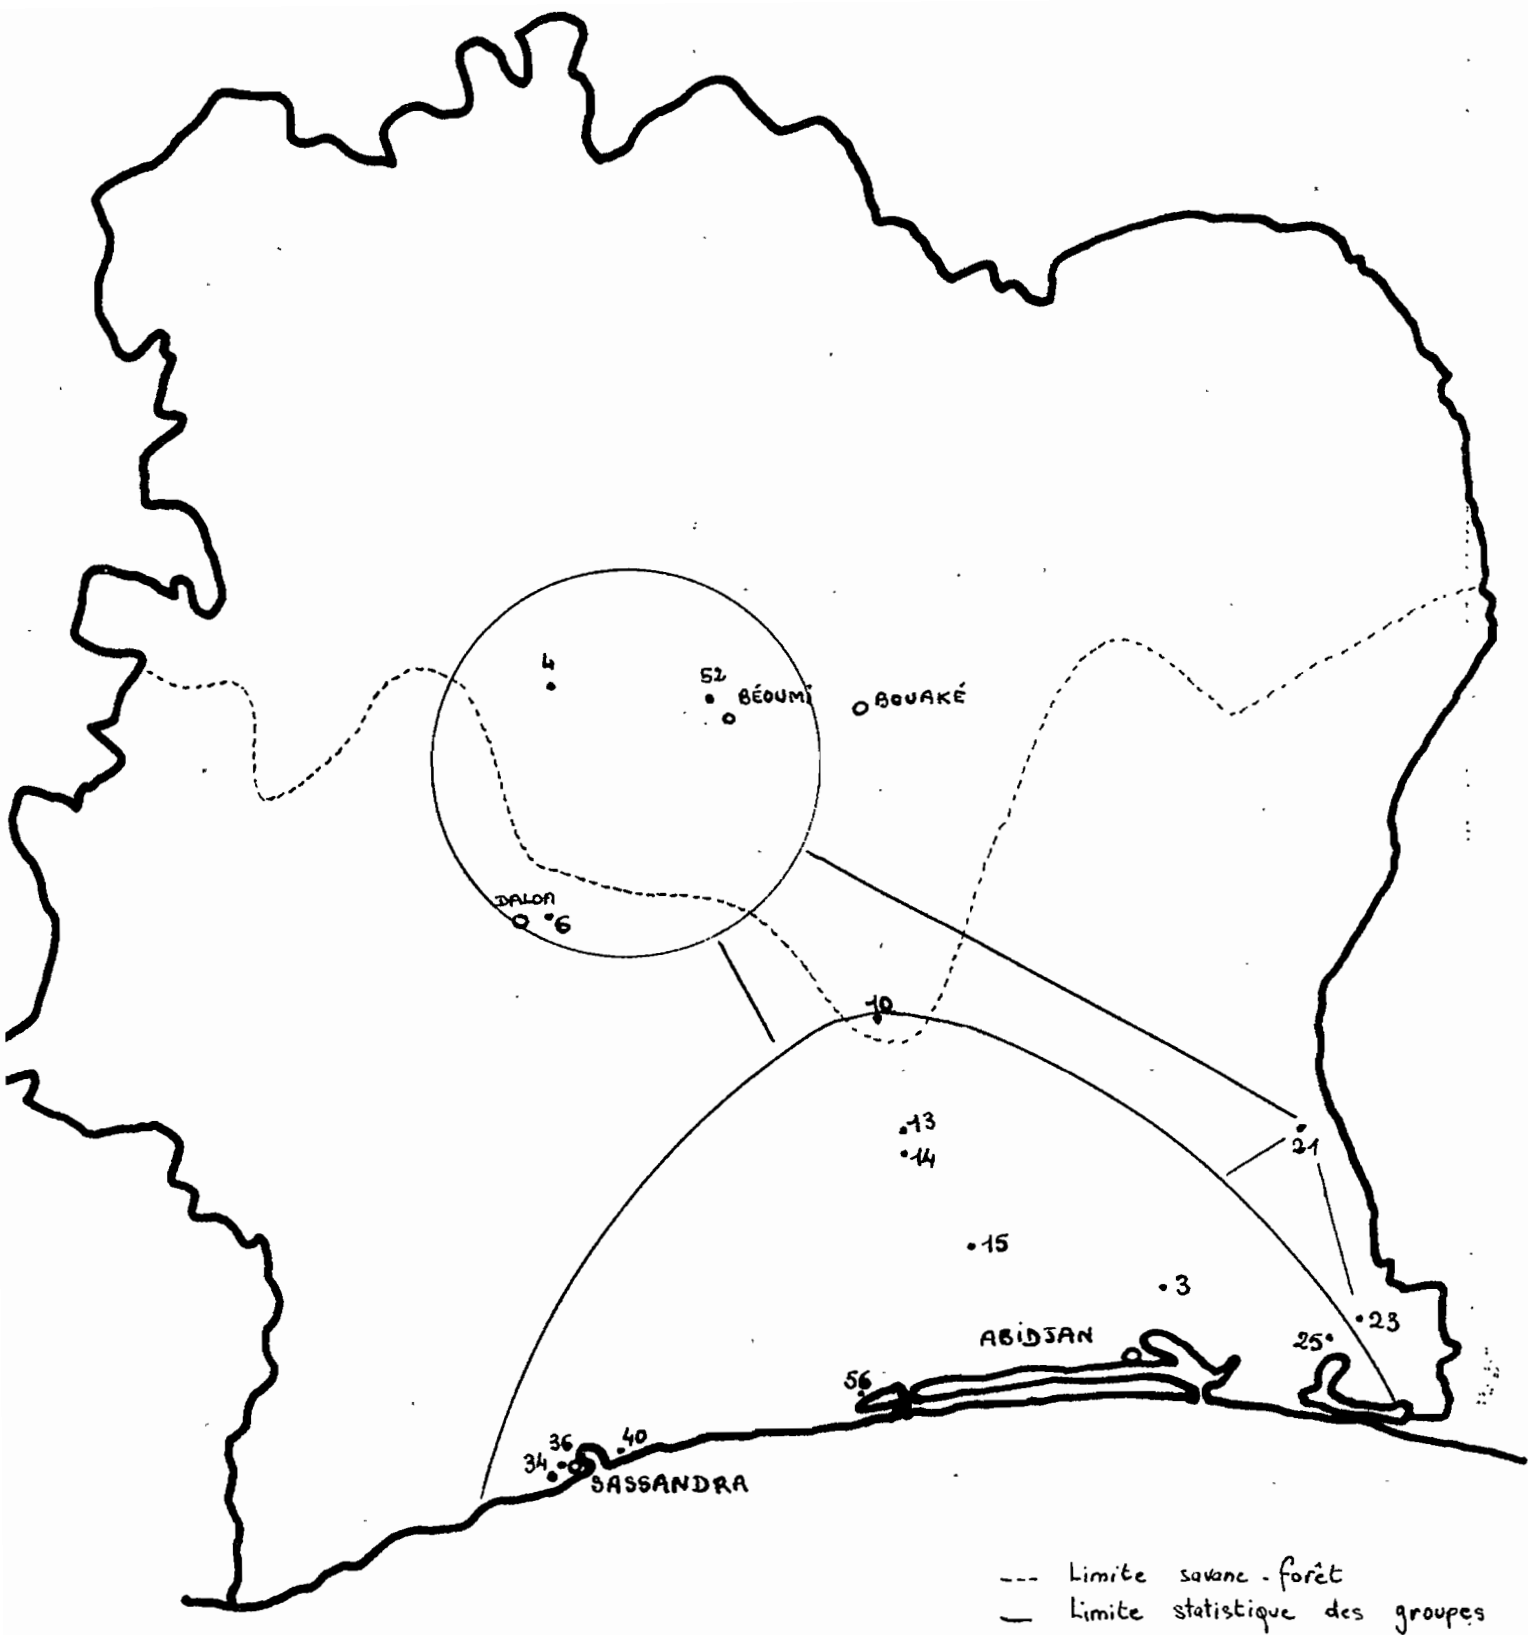 4
52
BÉOUMÍ
BOUAKÉ
DALOA
6
10
13
14
21
15
3
23
ABIDJAN
25
56
36
40
34
SASSANDRA
--- Limite savane - forêt
— Limite statistique des groupes